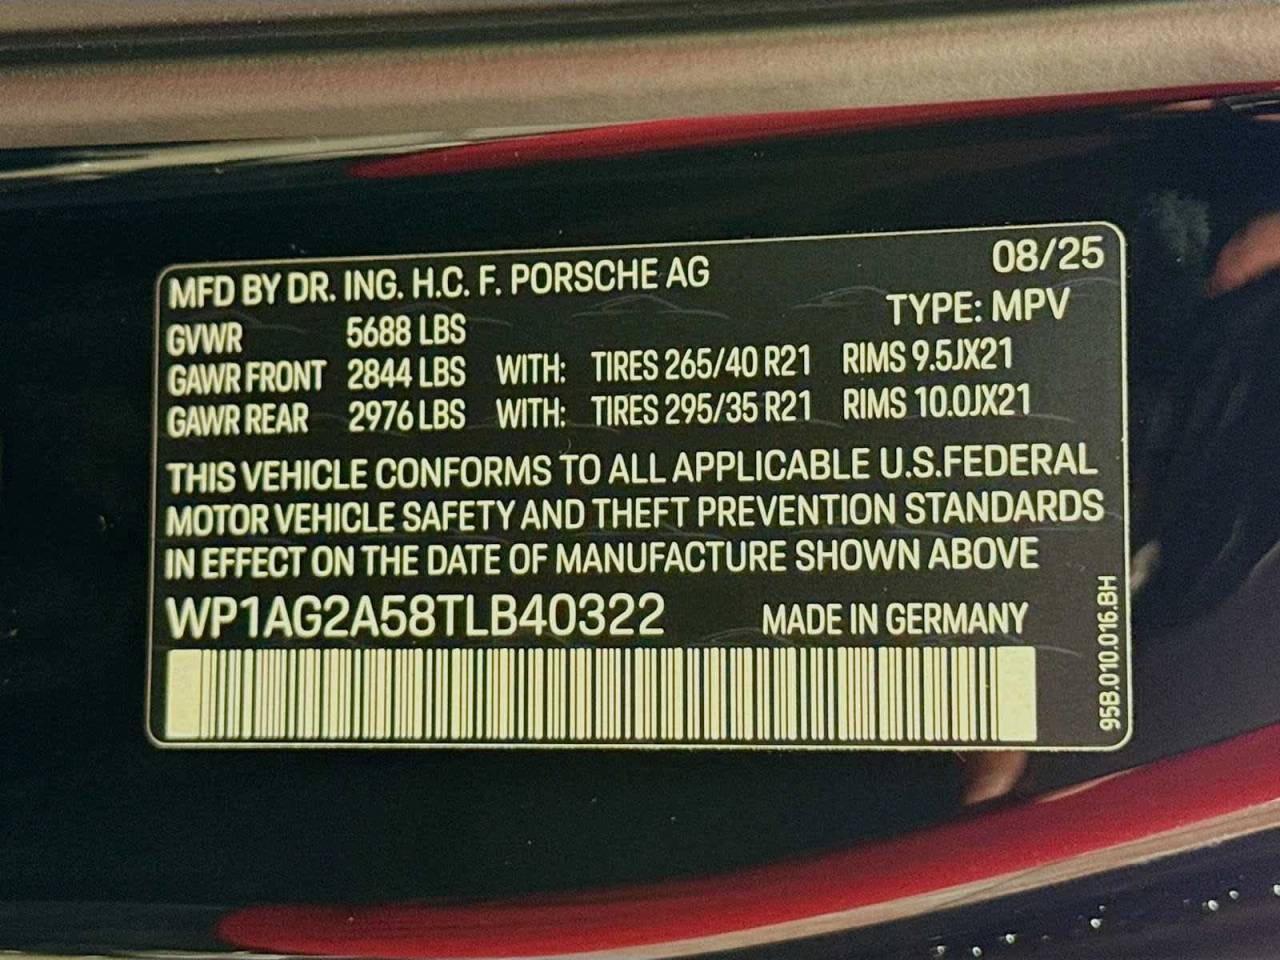 MFD BY DR. ING. H.C. F. PORSCHE AG 08/25
TYPE: MPV
GVWR 5688 LBS
GAWR FRONT 2844 LBS WITH: TIRES 265/40 R21 RIMS 9.5JX21
GAWR REAR 2976 LBS WITH: TIRES 295/35 R21 RIMS 10.0JX21
THIS VEHICLE CONFORMS TO ALL APPLICABLE U.S.FEDERAL
MOTOR VEHICLE SAFETY AND THEFT PREVENTION STANDARDS
IN EFFECT ON THE DATE OF MANUFACTURE SHOWN ABOVE
WP1AG2A58TLB40322 MADE IN GERMANY
95B.010.016.BH